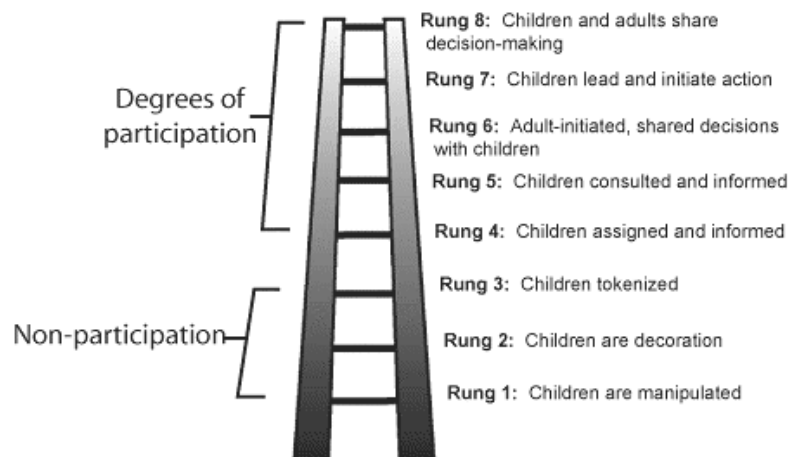 Rung 8: Children and adults share
decision-making
Rung 7: Children lead and initiate action
Degrees of
participation
Rung 6: Adult-initiated, shared decisions
with children
Rung 5: Children consulted and informed
Rung 4: Children assigned and informed
Rung 3: Children tokenized
Non-participation
Rung 2: Children are decoration
Rung 1: Children are manipulated